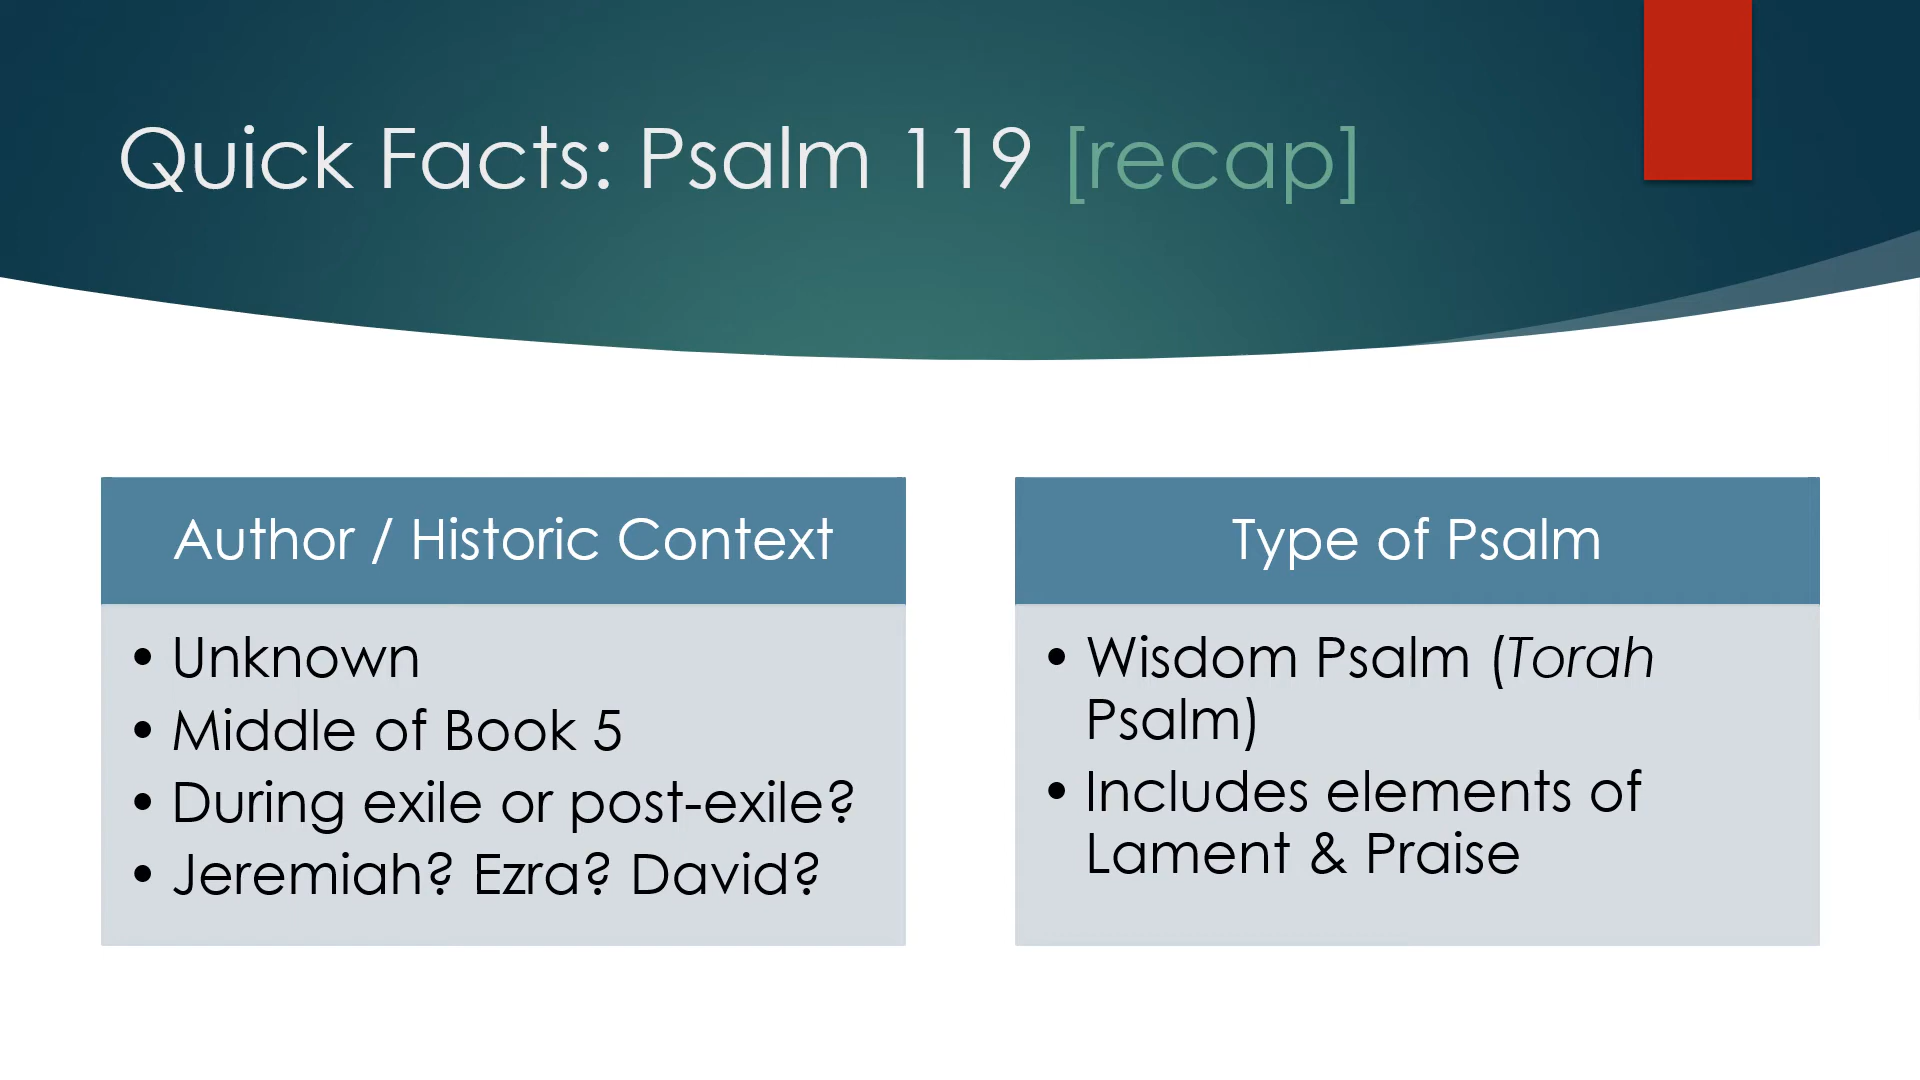 Quick Facts: Psalm 119 [recap]
Author / Historic Context
• Unknown
• Middle of Book 5
• During exile or post-exile?
• Jeremiah? Ezra? David?
Type of Psalm
• Wisdom Psalm (Torah
Psalm)
• Includes elements of
Lament & Praise